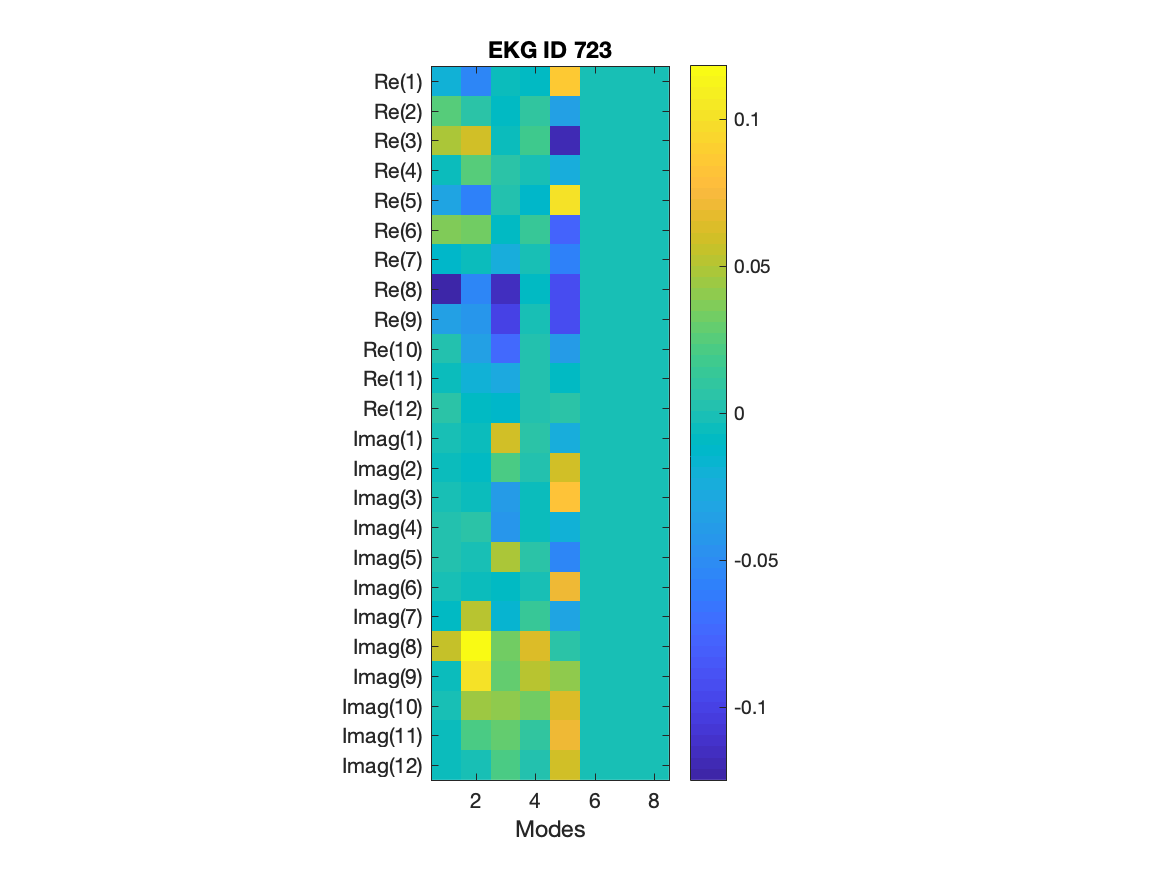 EKG ID 723
Re(1)
Re(2)
Re(3)
Re(4)
Re(5)
Re(6)
Re(7)
Re(8)
Re(9)
Re(10)
Re(11)
Re(12)
Imag(1)
Imag(2)
Imag(3)
Imag(4)
Imag(5)
Imag(6)
Imag(7)
Imag(8)
Imag(9)
Imag(10)
Imag(11)
Imag(12)
2 4 6 8
Modes
0.1
0.05
0
-0.05
-0.1